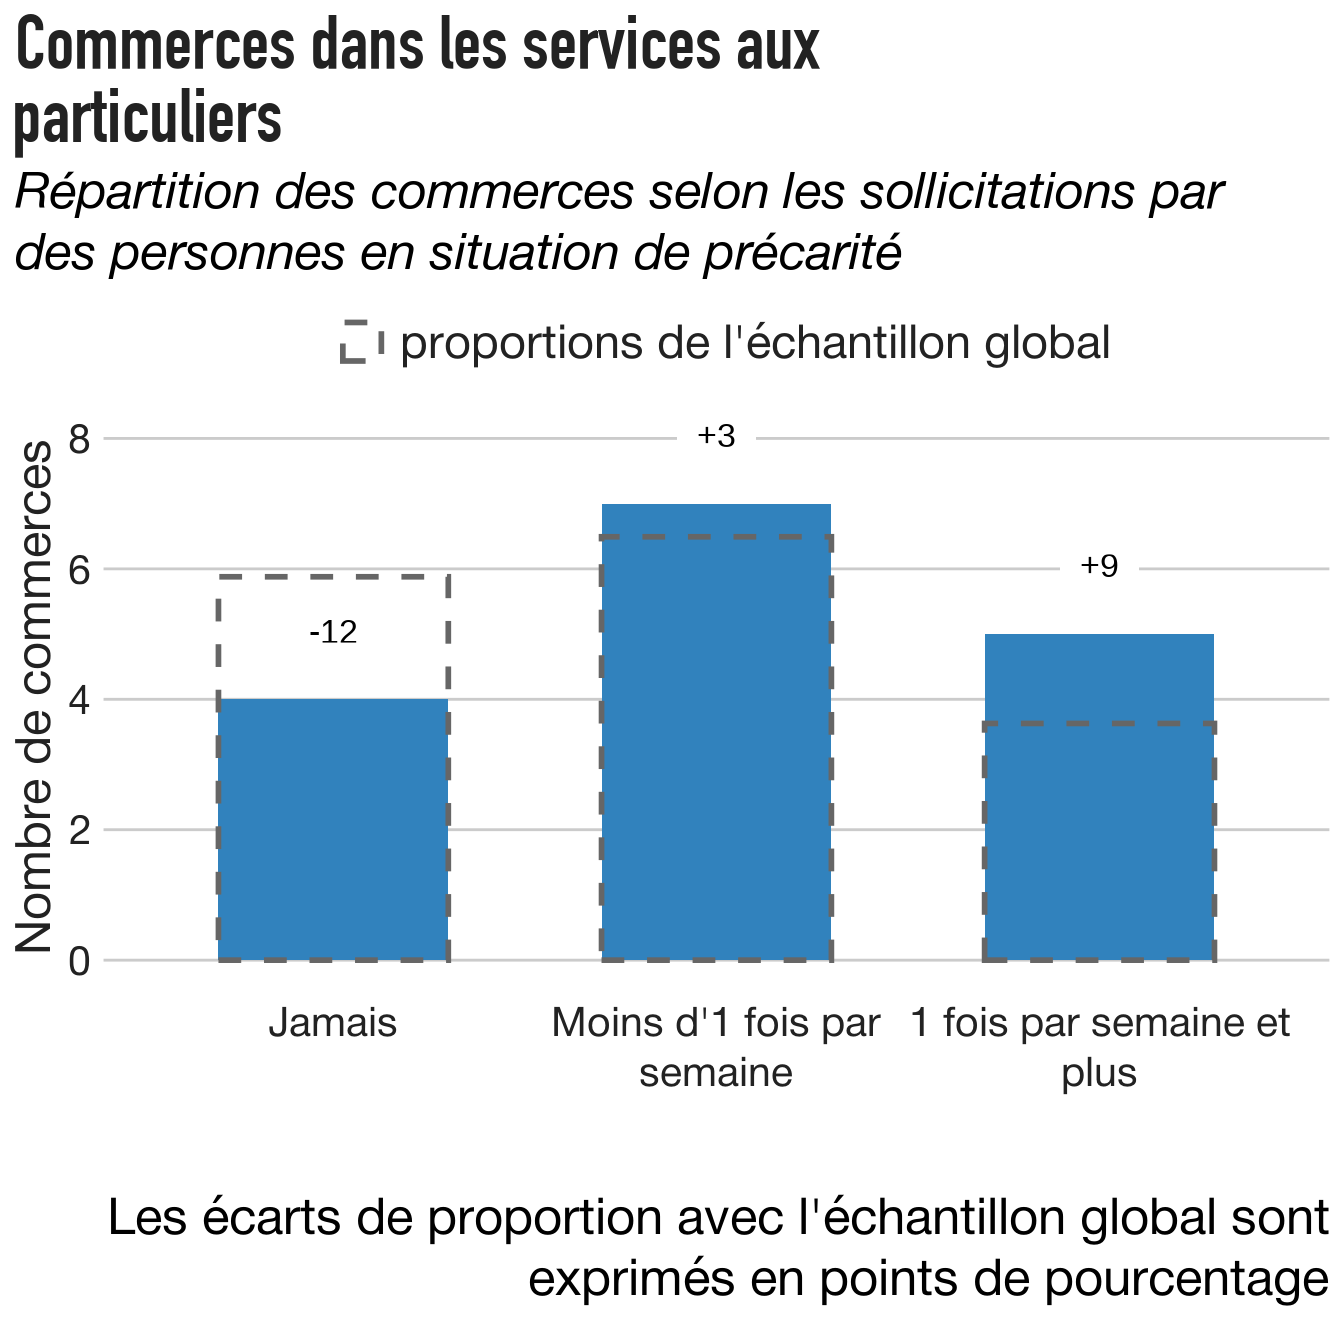 Commerces dans les services aux
particuliers
Répartition des commerces selon les sollicitations par
des personnes en situation de précarité
proportions de l'échantillon global
Nombre de commerces
8
6
4
2
0
+3
+9
-12
Jamais
Moins d'1 fois par
semaine
1 fois par semaine et
plus
Les écarts de proportion avec l'échantillon global sont
exprimés en points de pourcentage